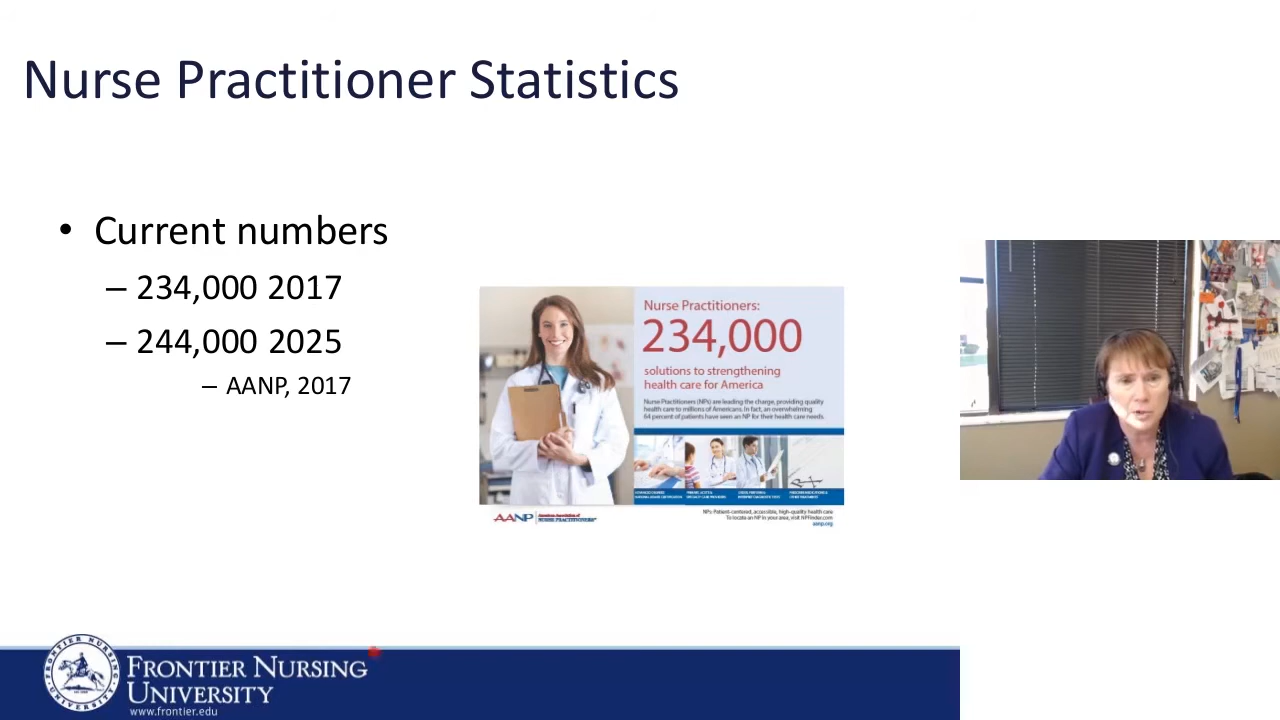 Nurse Practitioner Statistics
• Current numbers
– 234,000 2017
– 244,000 2025
– AANP, 2017
Nurse Practitioners:
234,000
solutions to strengthening
health care for America
Nurse Practitioners (NPs) are leading the charge, providing quality
health care to millions of Americans. In fact, an overwhelming
64 percent of patients have seen an NP for their health care needs.
AANP American Association of
NURSE PRACTITIONERS
NPs: Patient-centered, accessible, high-quality health care
To locate an NP in your area, visit NPFinder.com
aanp.org
FRONTIER NURSING UNIVERSITY
FRONTIER NURSING
UNIVERSITY
www.frontier.edu